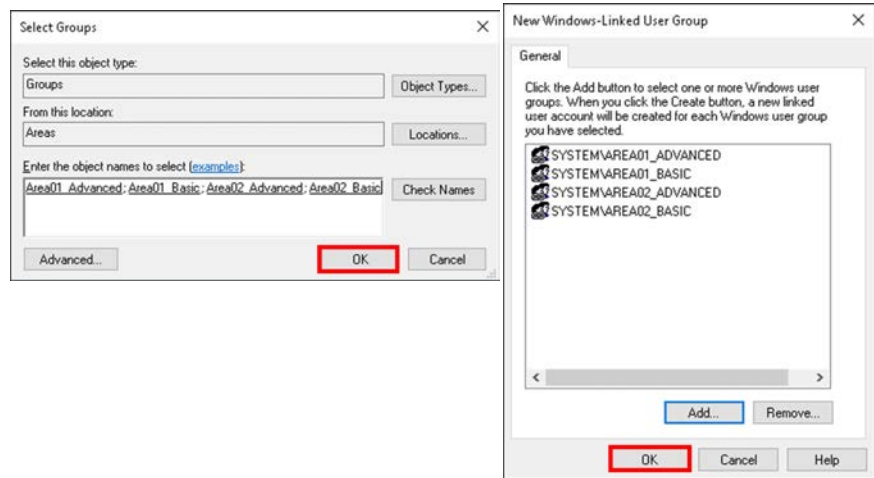 Select Groups
Select this object type:
Groups
Object Types...
From this location:
Areas
Locations...
Enter the object names to select (examples):
Area01_Advanced; Area01_Basic; Area02_Advanced; Area02_Basic
Check Names
Advanced...
OK
Cancel
New Windows-Linked User Group
General
Click the Add button to select one or more Windows user
groups. When you click the Create button, a new linked
user account will be created for each Windows user group
you have selected.
SYSTEM\AREA01_ADVANCED
SYSTEM\AREA01_BASIC
SYSTEM\AREA02_ADVANCED
SYSTEM\AREA02_BASIC
Add...
Remove...
OK
Cancel
Help